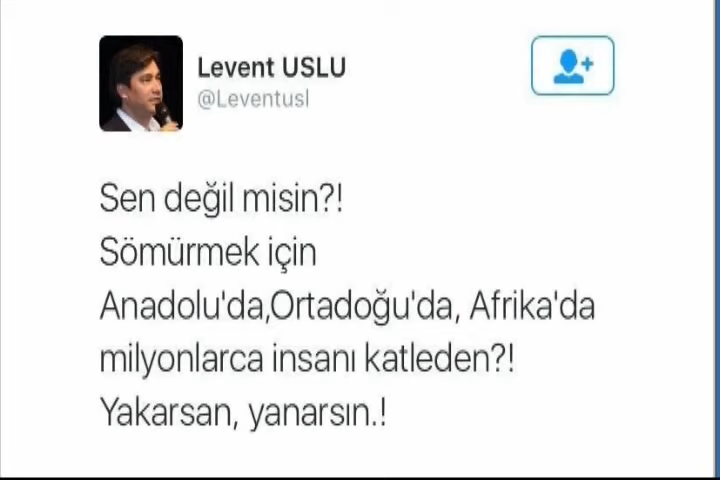 Levent USLU
@Leventusl
Sen değil misin?!
Sömürmek için
Anadolu'da,Ortadoğu'da, Afrika'da
milyonlarca insanı katleden?!
Yakarsan, yanarsın.!